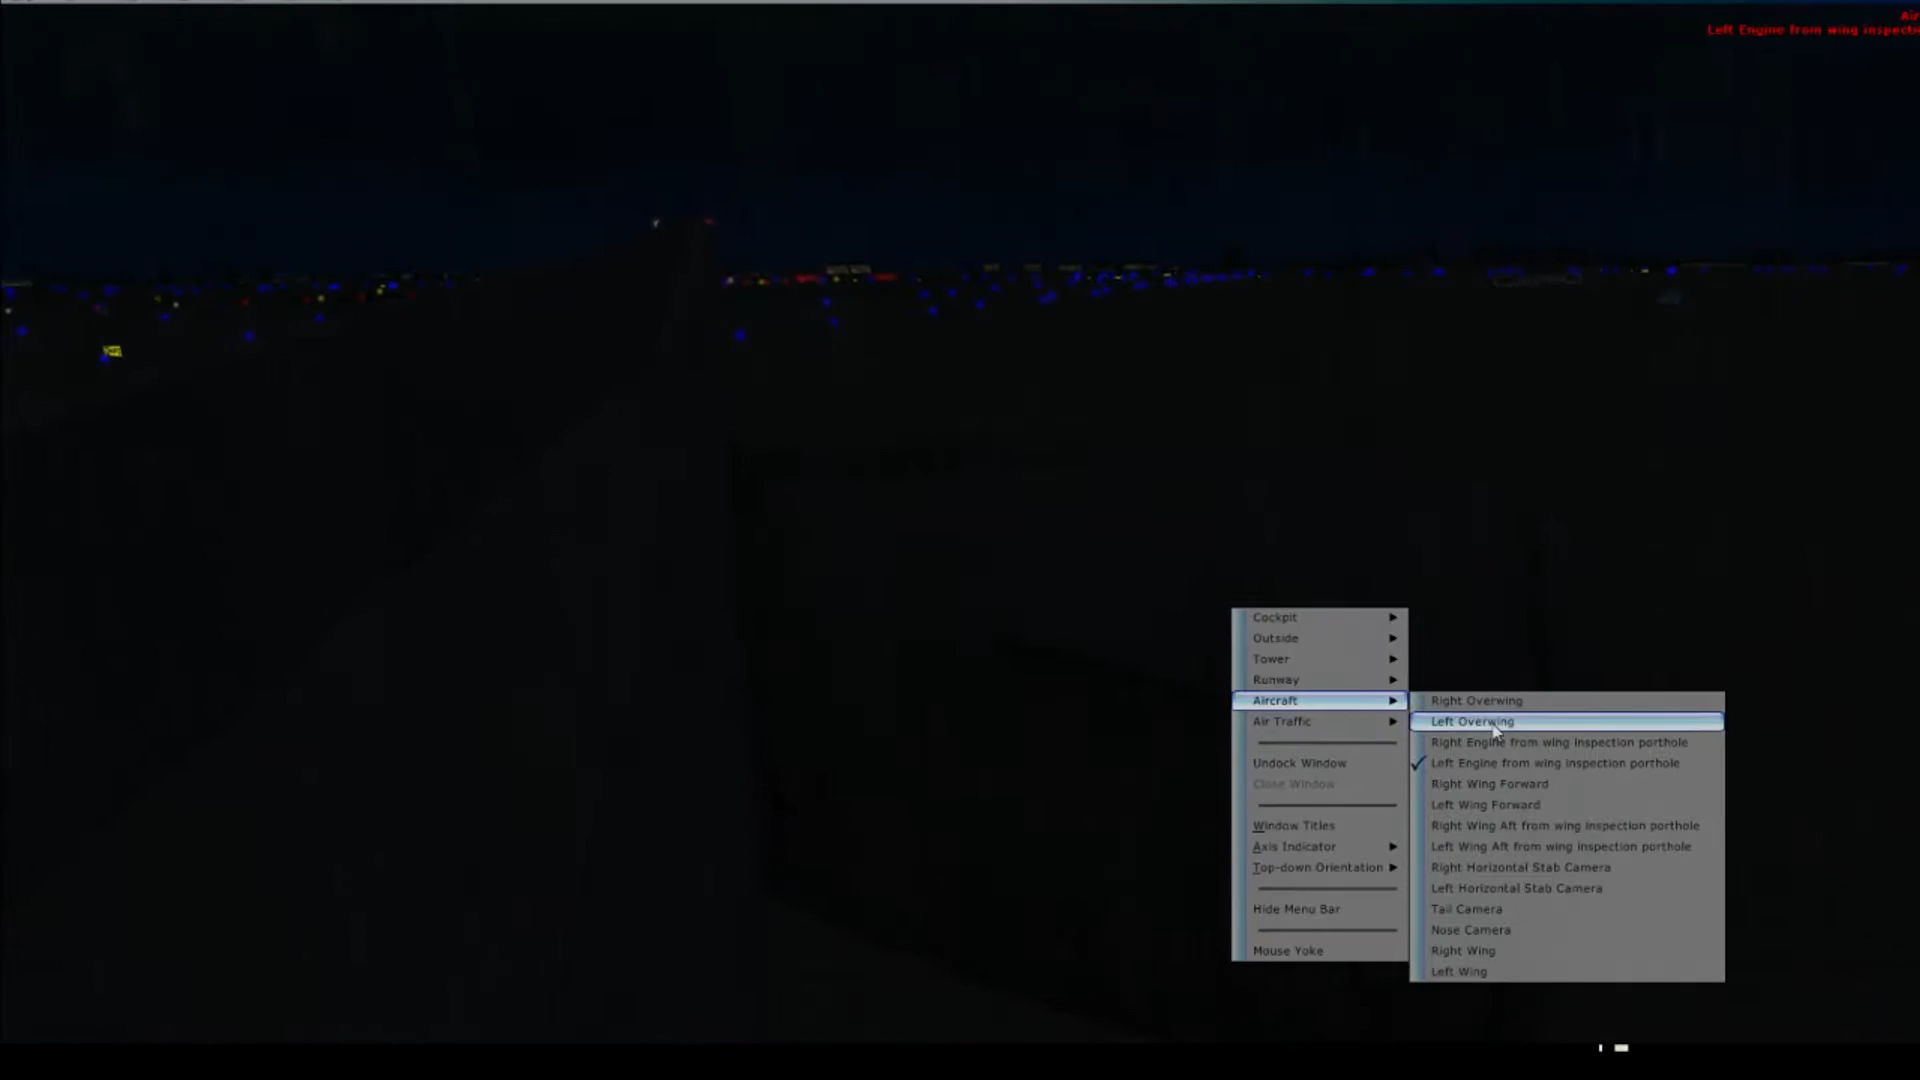 Air
Left Engine from wing inspecti
Cockpit
Outside
Tower
Runway
Aircraft
Air Traffic
Undock Window
Close Window
Window Titles
Axis Indicator
Top-down Orientation
Hide Menu Bar
Mouse Yoke
Right Overwing
Left Overwing
Right Engine from wing inspection porthole
Left Engine from wing inspection porthole
Right Wing Forward
Left Wing Forward
Right Wing Aft from wing inspection porthole
Left Wing Aft from wing inspection porthole
Right Horizontal Stab Camera
Left Horizontal Stab Camera
Tail Camera
Nose Camera
Right Wing
Left Wing